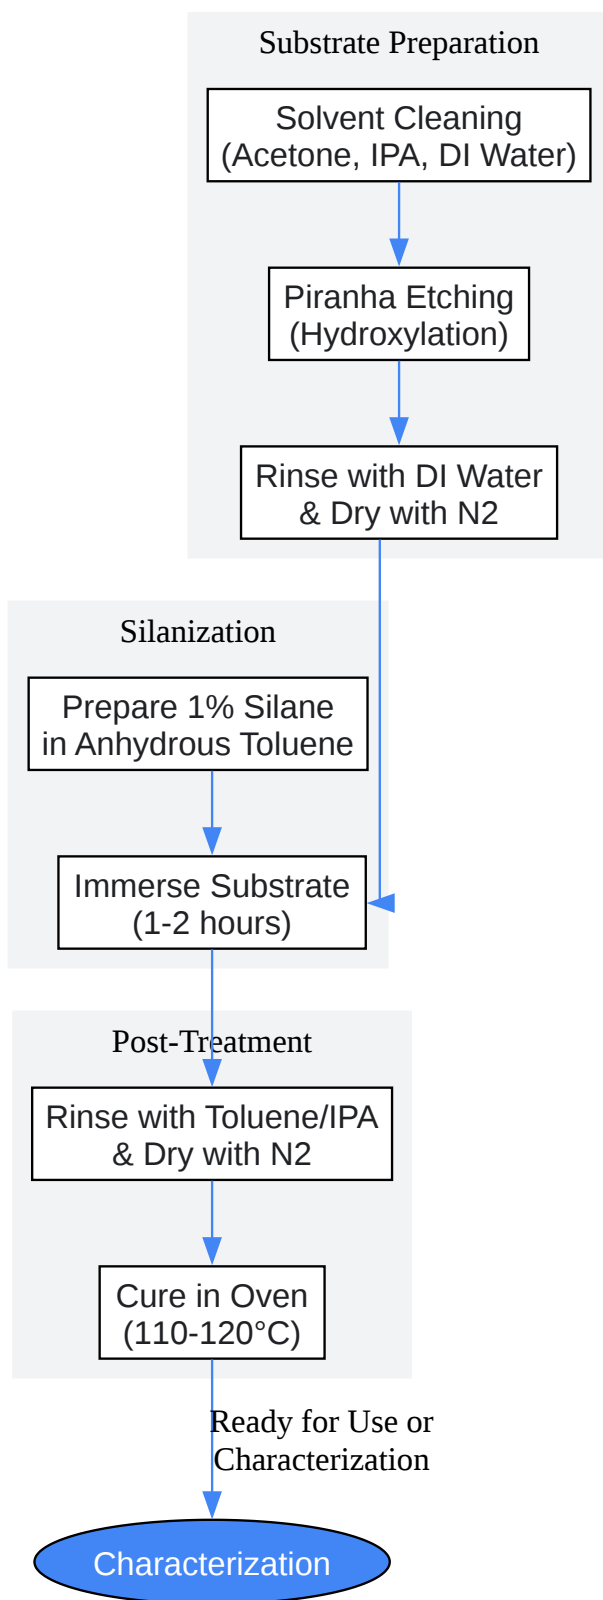 Substrate Preparation
Solvent Cleaning
(Acetone, IPA, DI Water)
Piranha Etching
(Hydroxylation)
Rinse with DI Water
& Dry with N2
Silanization
Prepare 1% Silane
in Anhydrous Toluene
Immerse Substrate
(1-2 hours)
Post-Treatment
Rinse with Toluene/IPA
& Dry with N2
Cure in Oven
(110-120°C)
Ready for Use or
Characterization
Characterization